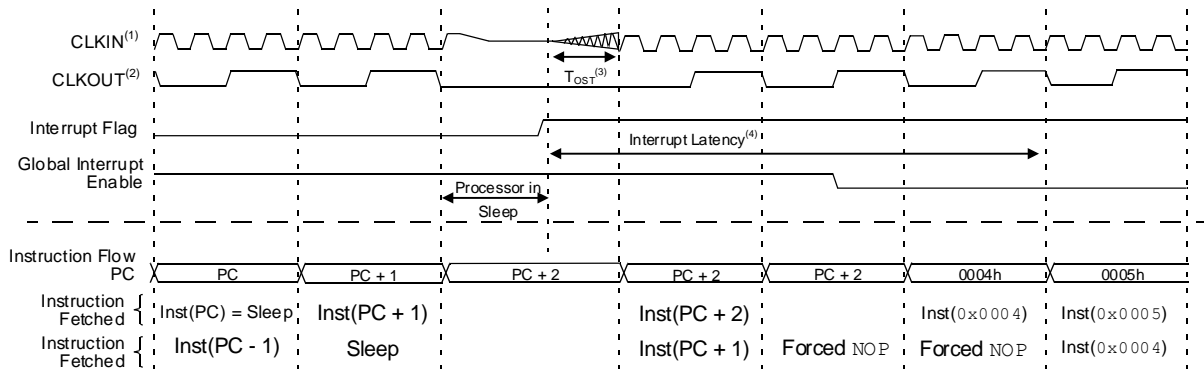 CLKIN(1)
CLKOUT(2)
TOST(3)
Interrupt Flag
Interrupt Latency(4)
Global Interrupt
Enable
Processor in
Sleep
Instruction Flow
PC
PC
PC + 1
PC + 2
PC + 2
PC + 2
0004h
0005h
Instruction
Fetched
Inst(PC) = Sleep
Inst(PC + 1)
Inst(PC + 2)
Inst(0x0004)
Inst(0x0005)
Instruction
Fetched
Inst(PC - 1)
Sleep
Inst(PC + 1)
Forced NOP
Forced NOP
Inst(0x0004)